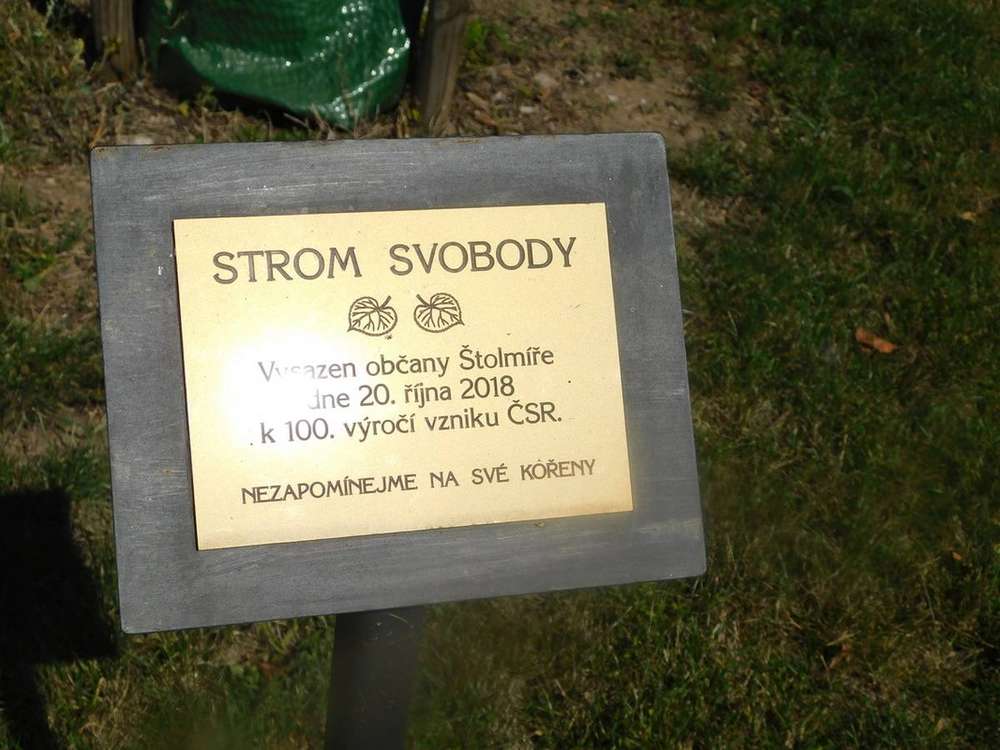 STROM SVOBODY
Vysazen občany Štolmíře
dne 20. října 2018
k 100. výročí vzniku ČSR.
NEZAPOMÍNEJME NA SVÉ KOŘENY